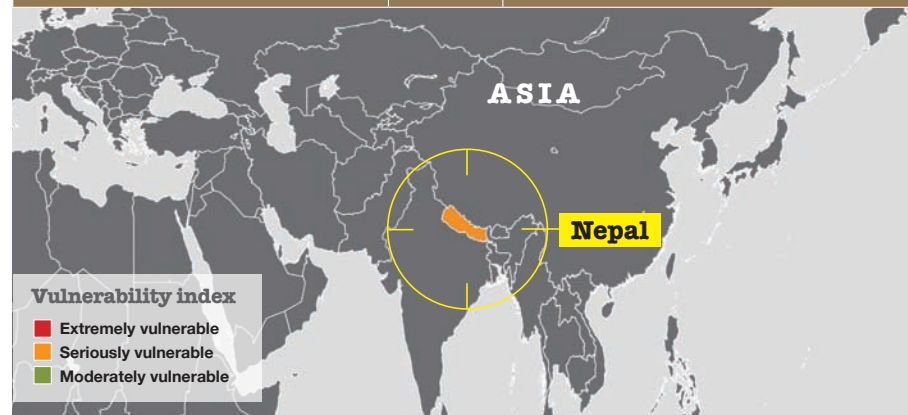 ASIA
Nepal
Vulnerability index
Extremely vulnerable
Seriously vulnerable
Moderately vulnerable